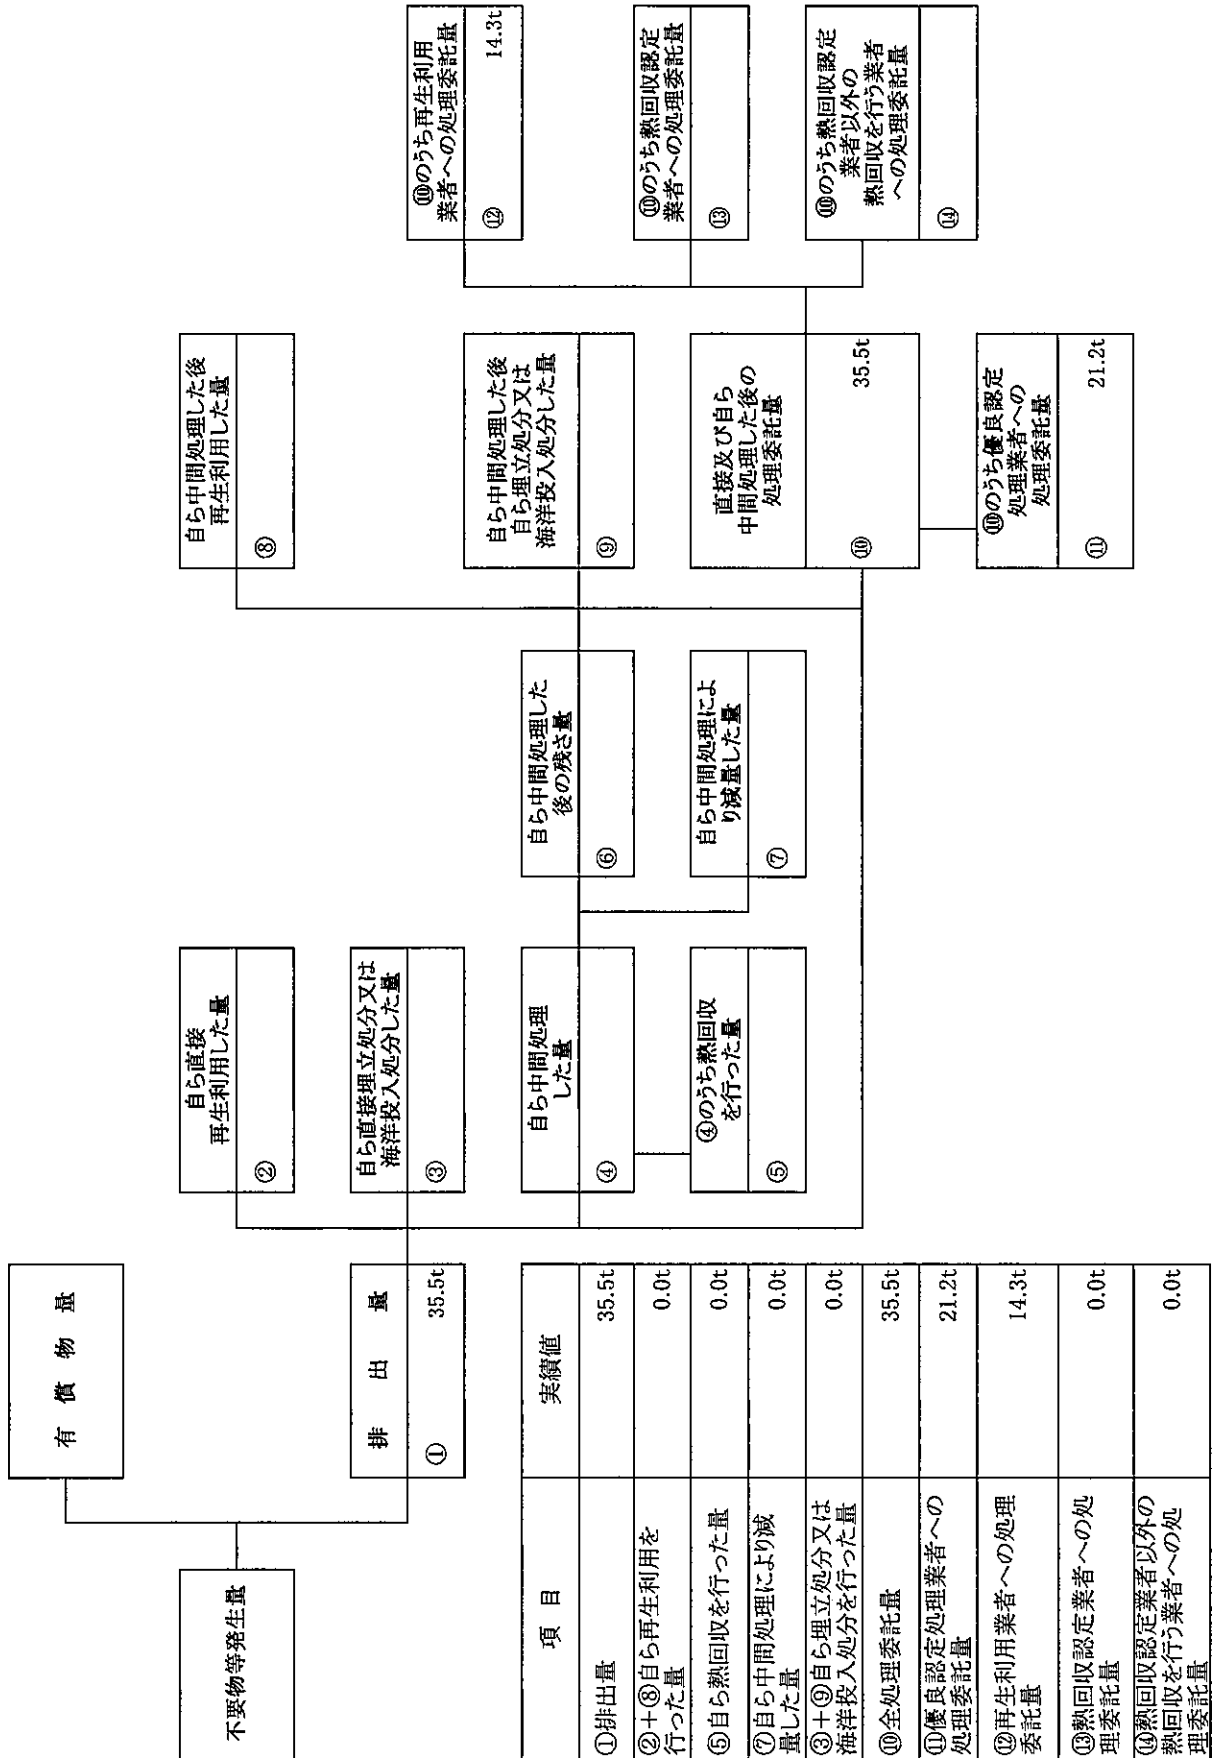 不要物等発生量
有 償 物 量
排 出 量
① 35.5t
自ら直接
再生利用した量
②
自ら直接埋立処分又は
海洋投入処分した量
③
自ら中間処理
した量
④
④のうち熱回収
を行った量
⑤
自ら中間処理した
後の残さ量
⑥
自ら中間処理によ
り減量した量
⑦
自ら中間処理した後
再生利用した量
⑧
自ら中間処理した後
自ら埋立処分又は
海洋投入処分した量
⑨
直接及び自ら
中間処理した後の
処理委託量
⑩ 35.5t
⑩のうち優良認定
処理業者への
処理委託量
⑪ 21.2t
⑩のうち再生利用
業者への処理委託量
⑫ 14.3t
⑩のうち熱回収認定
業者への処理委託量
⑬
⑩のうち熱回収認定
業者以外の
熱回収を行う業者
への処理委託量
⑭
項 目 実績値
①排出量 35.5t
②+⑧自ら再生利用を
行った量 0.0t
⑤自ら熱回収を行った量 0.0t
⑦自ら中間処理により減
量した量 0.0t
③+⑨自ら埋立処分又は
海洋投入処分を行った量 0.0t
⑩全処理委託量 35.5t
⑪優良認定処理業者への
処理委託量 21.2t
⑫再生利用業者への処理
委託量 14.3t
⑬熱回収認定業者への処
理委託量 0.0t
⑭熱回収認定業者以外の
熱回収を行う業者への処
理委託量 0.0t